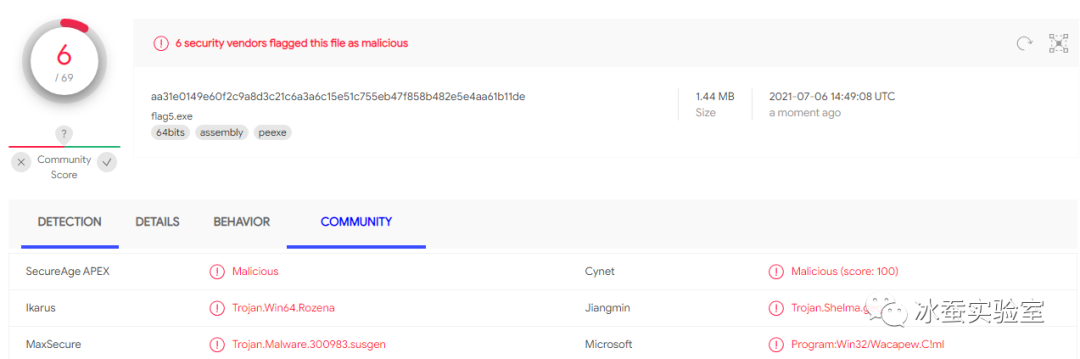 6
/ 69
?
Community
Score
6 security vendors flagged this file as malicious
aa31e0149e60f2c9a8d3c21c6a3a6c15e51c755eb47f858b482e5e4aa61b11de
flag5.exe
64bits assembly peexe
1.44 MB
Size
2021-07-06 14:49:08 UTC
a moment ago
DETECTION DETAILS BEHAVIOR COMMUNITY
SecureAge APEX Malicious Cynet Malicious (score: 100)
Ikarus Trojan.Win64.Rozena Jiangmin
冰蚕实验室
MaxSecure Trojan.Malware.300983.susgen Microsoft Program:Win32/Wacapew.C!ml